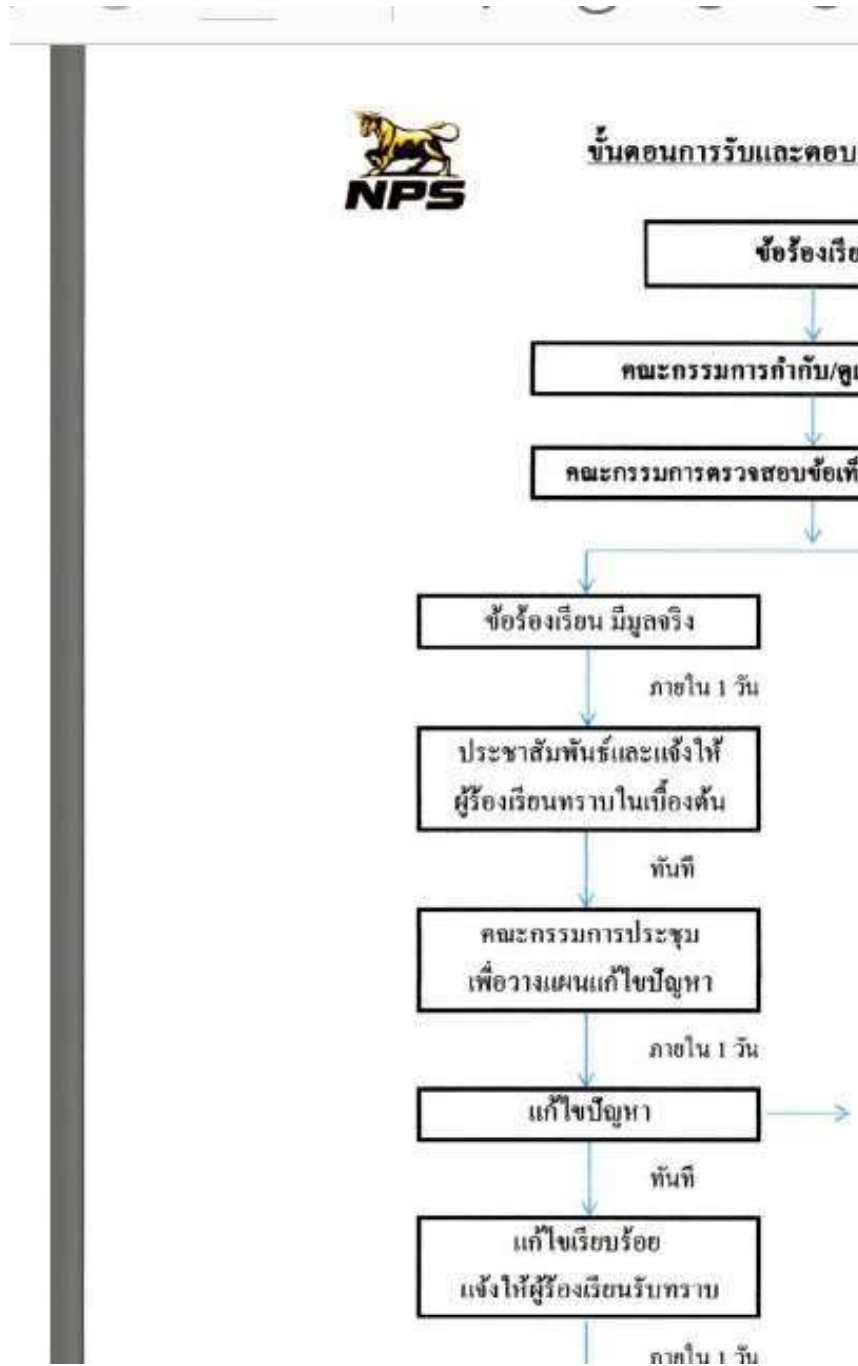 NPS
ขั้นตอนการรับและตอบ
ข้อร้องเรีย
คณะกรรมการกำกับ/ดูแ
คณะกรรมการตรวจสอบข้อเท็
ข้อร้องเรียน มีมูลจริง
ภายใน 1 วัน
ประชาสัมพันธ์และแจ้งให้
ผู้ร้องเรียนทราบในเบื้องต้น
ทันที
คณะกรรมการประชุม
เพื่อวางแผนแก้ไขปัญหา
ภายใน 1 วัน
แก้ไขปัญหา
ทันที
แก้ไขเรียบร้อย
แจ้งให้ผู้ร้องเรียนรับทราบ
ภายใน 1 วัน